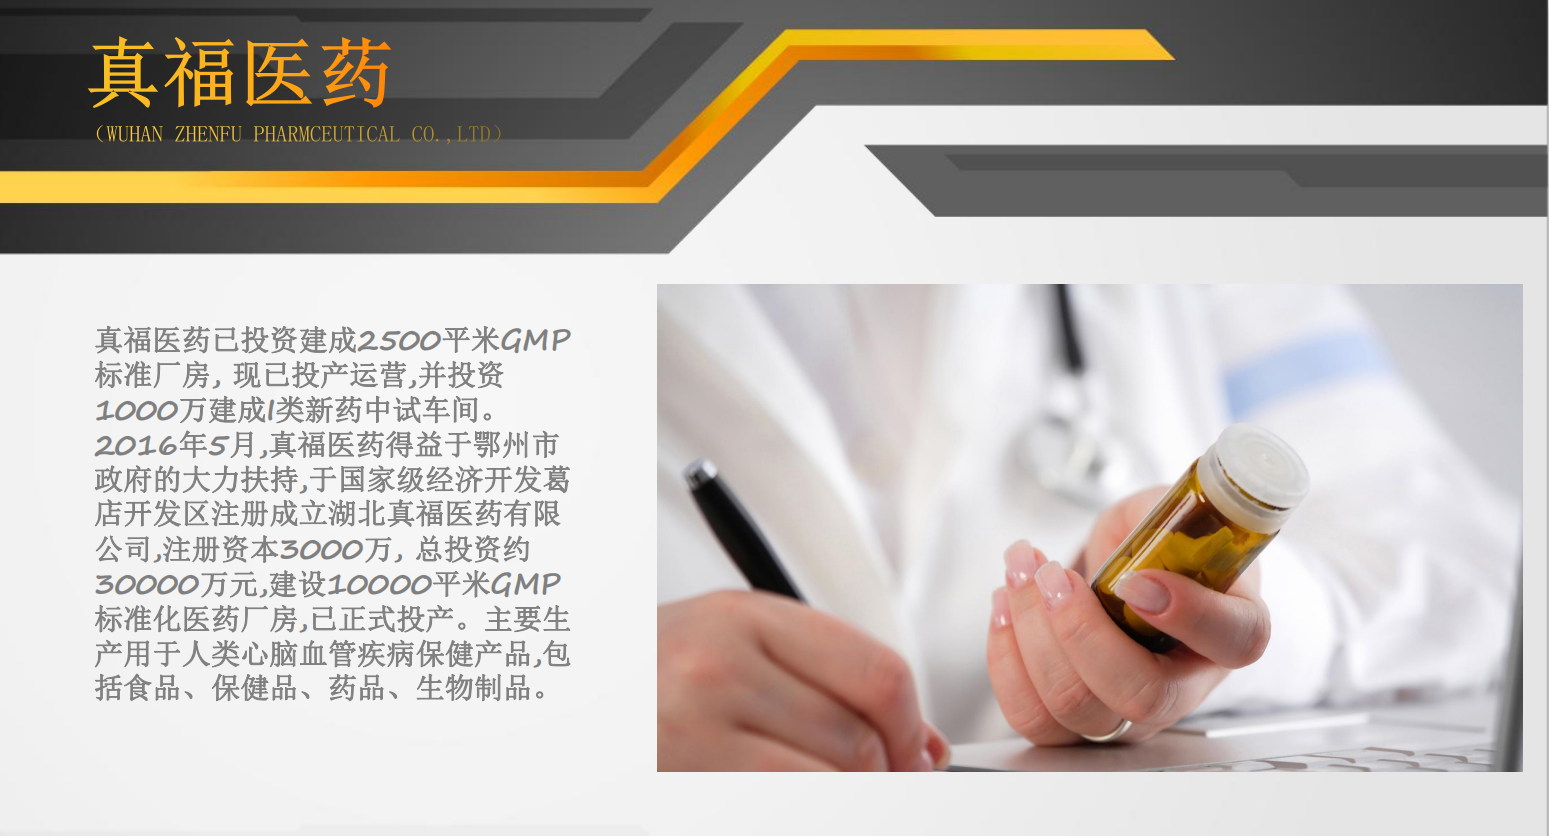 真福医药
（WUHAN ZHENFU PHARMCEUTICAL CO.,LTD）
真福医药已投资建成2500平米GMP
标准厂房, 现已投产运营,并投资
1000万建成I类新药中试车间。
2016年5月,真福医药得益于鄂州市
政府的大力扶持,于国家级经济开发葛
店开发区注册成立湖北真福医药有限
公司,注册资本3000万, 总投资约
30000万元,建设10000平米GMP
标准化医药厂房,已正式投产。主要生
产用于人类心脑血管疾病保健产品,包
括食品、保健品、药品、生物制品。